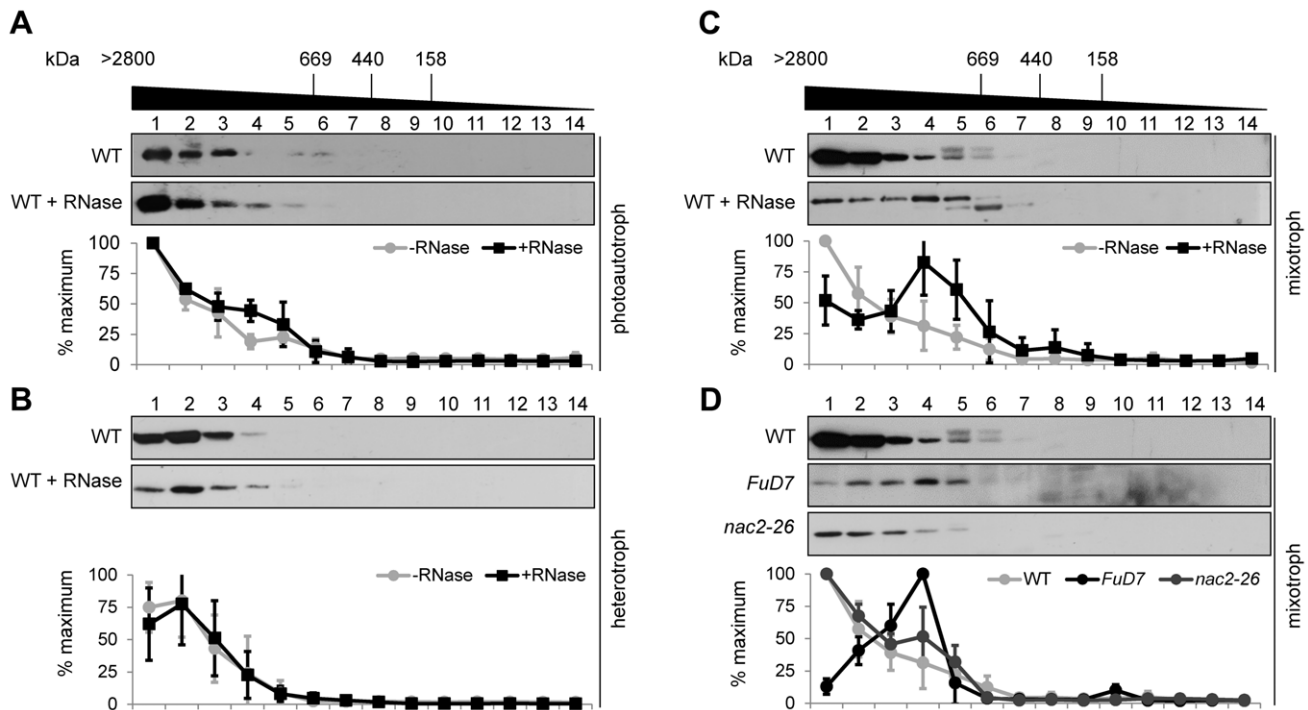 A
kDa >2800 669 440 158
1 2 3 4 5 6 7 8 9 10 11 12 13 14
WT
WT + RNase
-RNase +RNase
% maximum
100
75
50
25
0
photoautotroph
B
1 2 3 4 5 6 7 8 9 10 11 12 13 14
WT
WT + RNase
-RNase +RNase
% maximum
100
75
50
25
0
heterotroph
C
kDa >2800 669 440 158
1 2 3 4 5 6 7 8 9 10 11 12 13 14
WT
WT + RNase
-RNase +RNase
% maximum
100
75
50
25
0
mixotroph
D
1 2 3 4 5 6 7 8 9 10 11 12 13 14
WT
FuD7
nac2-26
WT FuD7 nac2-26
% maximum
100
75
50
25
0
mixotroph